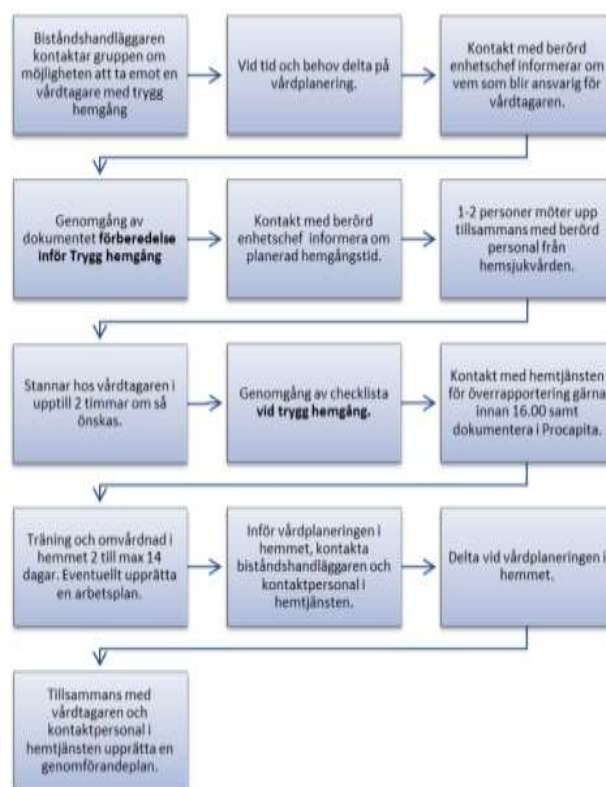 Biståndshandläggaren
kontaktar gruppen om
möjligheten att ta emot en
vårdtagare med trygg
hemgång
Vid tid och behov delta på
vårdplanering.
Kontakt med berörd
enhetschef informerar om
vem som blir ansvarig för
vårdtagaren.
Genomgång av
dokumentet förberedelse
inför Trygg hemgång
Kontakt med berörd
enhetschef informera om
planerad hemgångstid.
1-2 personer möter upp
tillsammans med berörd
personal från
hemsjukvården.
Stannar hos vårdtagaren i
upptill 2 timmar om så
önskas.
Genomgång av checklista
vid trygg hemgång.
Kontakt med hemtjänsten
för överrapportering gärna
innan 16.00 samt
dokumentera i Procapita.
Träning och omvårdnad i
hemmet 2 till max 14
dagar. Eventuellt upprätta
en arbetsplan.
Inför vårdplaneringen i
hemmet, kontakta
biståndshandläggaren och
kontaktpersonal i
hemtjänsten.
Delta vid vårdplaneringen i
hemmet.
Tillsammans med
vårdtagaren och
kontaktpersonal i
hemtjänsten upprätta en
genomförandeplan.